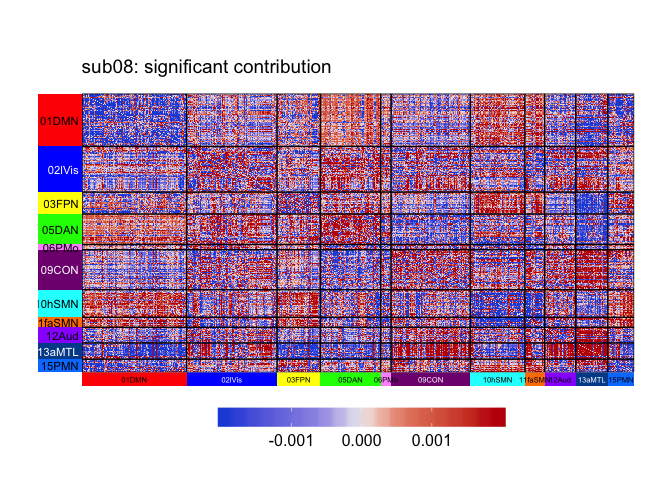 sub08: significant contribution
01DMN
02lVis
03FPN
05DAN
06PMo
09CON
10hSMN
1faSMN
12Aud
13aMTL
15PMN
01DMN 02lVis 03FPN 05DAN 06PMo 09CON 10hSMN 11faSMN 12Aud 13aMTL 15PMN
-0.001 0.000 0.001